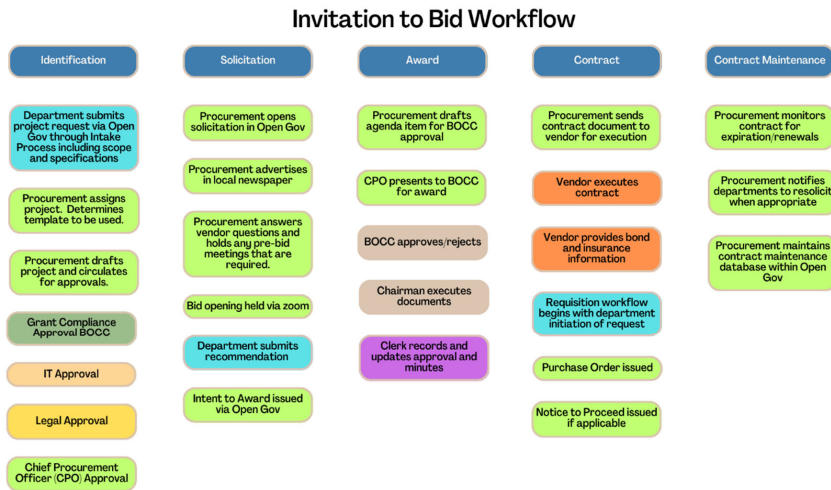 Invitation to Bid Workflow
Identification
Department submits
project request via Open
Gov through Intake
Process including scope
and specifications
Procurement assigns
project. Determines
template to be used.
Procurement drafts
project and circulates
for approvals.
Grant Compliance
Approval BOCC
IT Approval
Legal Approval
Chief Procurement
Officer (CPO) Approval
Solicitation
Procurement opens
solicitation in Open Gov
Procurement advertises
in local newspaper
Procurement answers
vendor questions and
holds any pre-bid
meetings that are
required.
Bid opening held via zoom
Department submits
recommendation
Intent to Award issued
via Open Gov
Award
Procurement drafts
agenda item for BOCC
approval
CPO presents to BOCC
for award
BOCC approves/rejects
Chairman executes
documents
Clerk records and
updates approval and
minutes
Contract
Procurement sends
contract document to
vendor for execution
Vendor executes
contract
Vendor provides bond
and insurance
information
Requisition workflow
begins with department
initiation of request
Purchase Order issued
Notice to Proceed issued
if applicable
Contract Maintenance
Procurement monitors
contract for
expiration/renewals
Procurement notifies
departments to resolicit
when appropriate
Procurement maintains
contract maintenance
database within Open
Gov